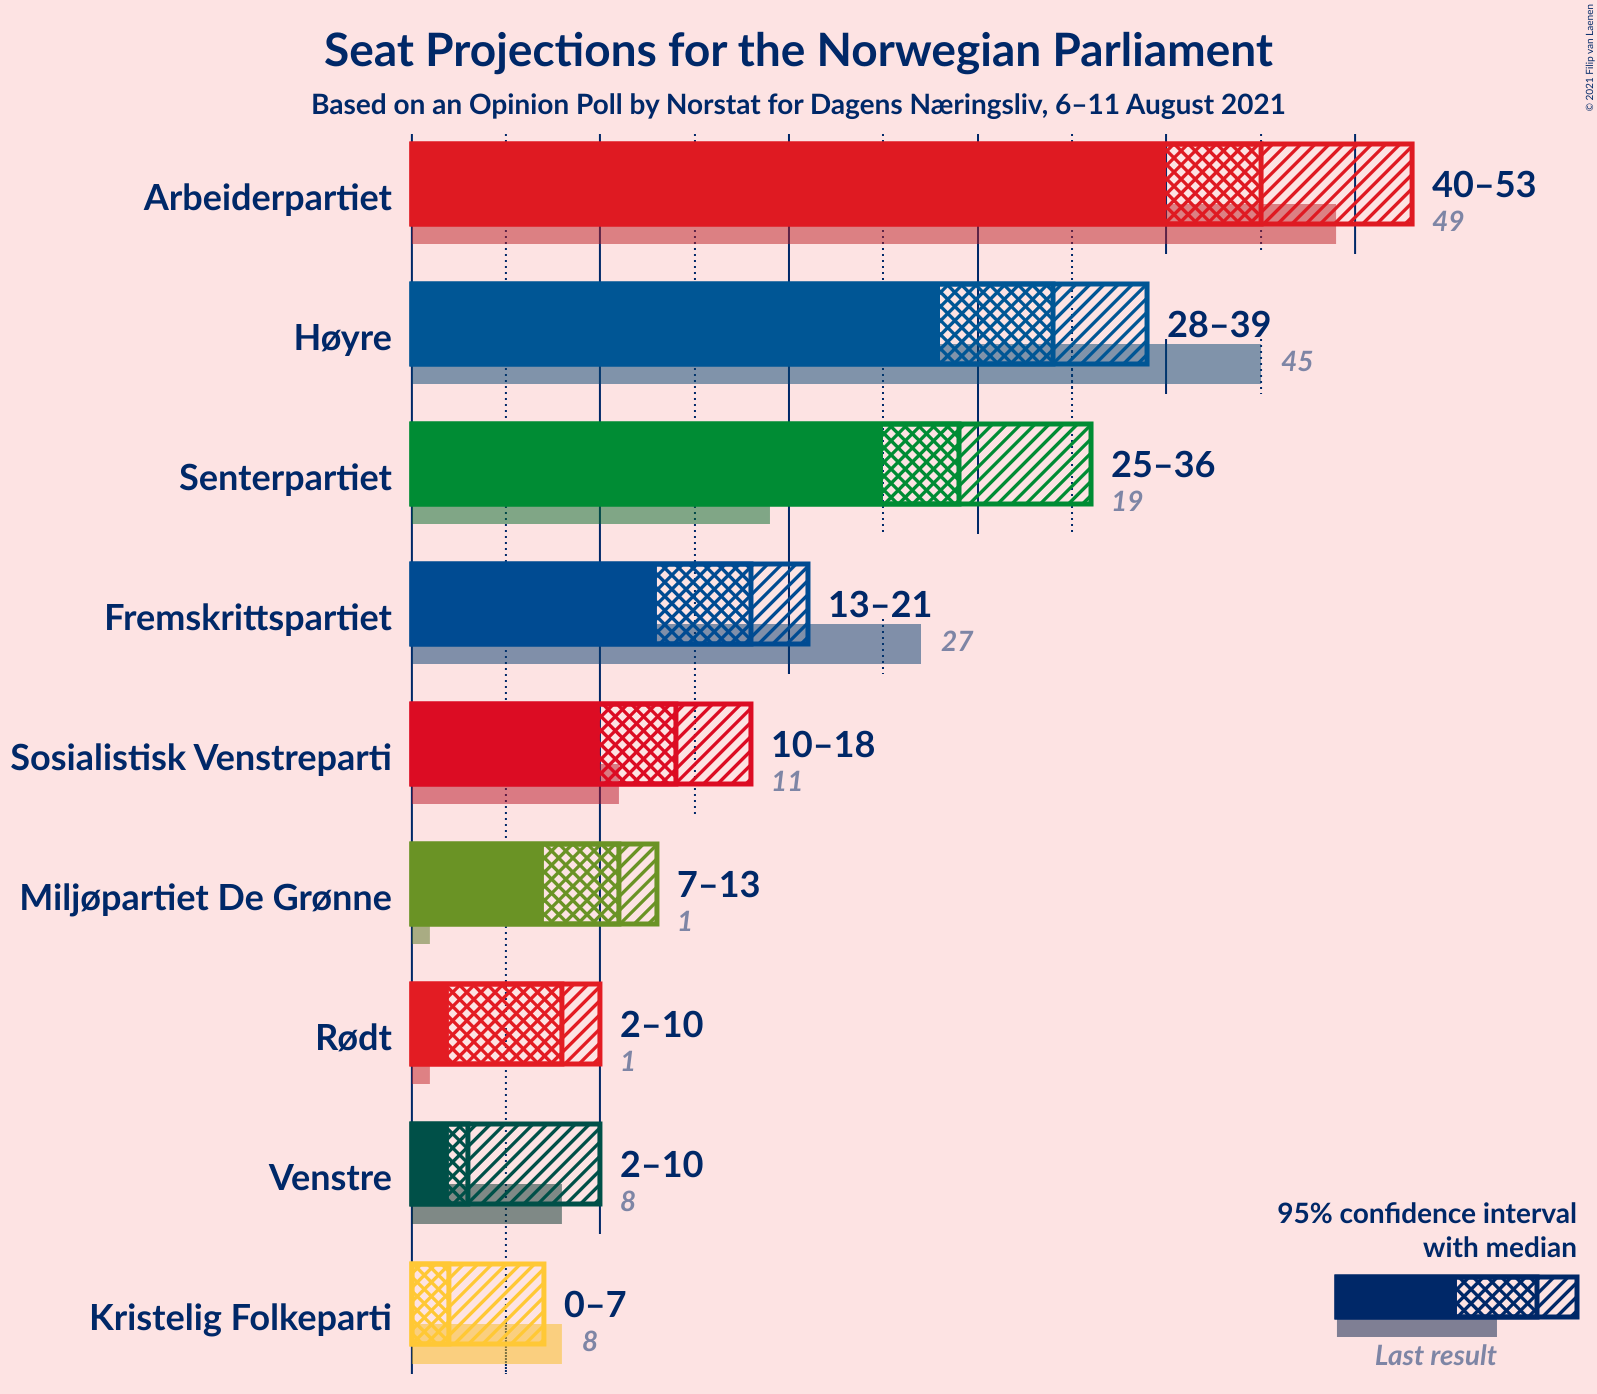 Seat Projections for the Norwegian Parliament
Based on an Opinion Poll by Norstat for Dagens Næringsliv, 6–11 August 2021
© 2021 Filip van Laenen
Arbeiderpartiet
40–53
49
Høyre
28–39
45
Senterpartiet
25–36
19
Fremskrittspartiet
13–21
27
Sosialistisk Venstreparti
10–18
11
Miljøpartiet De Grønne
7–13
1
Rødt
2–10
1
Venstre
2–10
8
Kristelig Folkeparti
0–7
8
95% confidence interval
with median
Last result